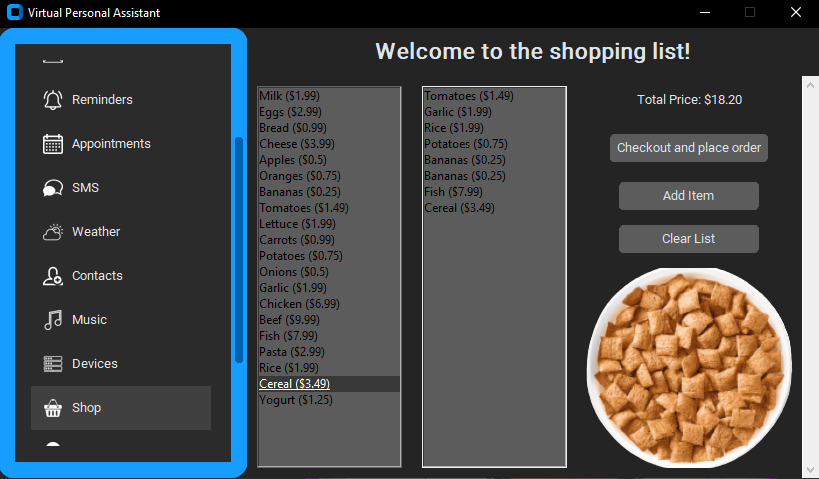 Virtual Personal Assistant
Reminders
Appointments
SMS
Weather
Contacts
Music
Devices
Shop
Welcome to the shopping list!
Milk ($1.99)
Eggs ($2.99)
Bread ($0.99)
Cheese ($3.99)
Apples ($0.5)
Oranges ($0.75)
Bananas ($0.25)
Tomatoes ($1.49)
Lettuce ($1.99)
Carrots ($0.99)
Potatoes ($0.75)
Onions ($0.5)
Garlic ($1.99)
Chicken ($6.99)
Beef ($9.99)
Fish ($7.99)
Pasta ($2.99)
Rice ($1.99)
Cereal ($3.49)
Yogurt ($1.25)
Tomatoes ($1.49)
Garlic ($1.99)
Rice ($1.99)
Potatoes ($0.75)
Bananas ($0.25)
Bananas ($0.25)
Fish ($7.99)
Cereal ($3.49)
Total Price: $18.20
Checkout and place order
Add Item
Clear List